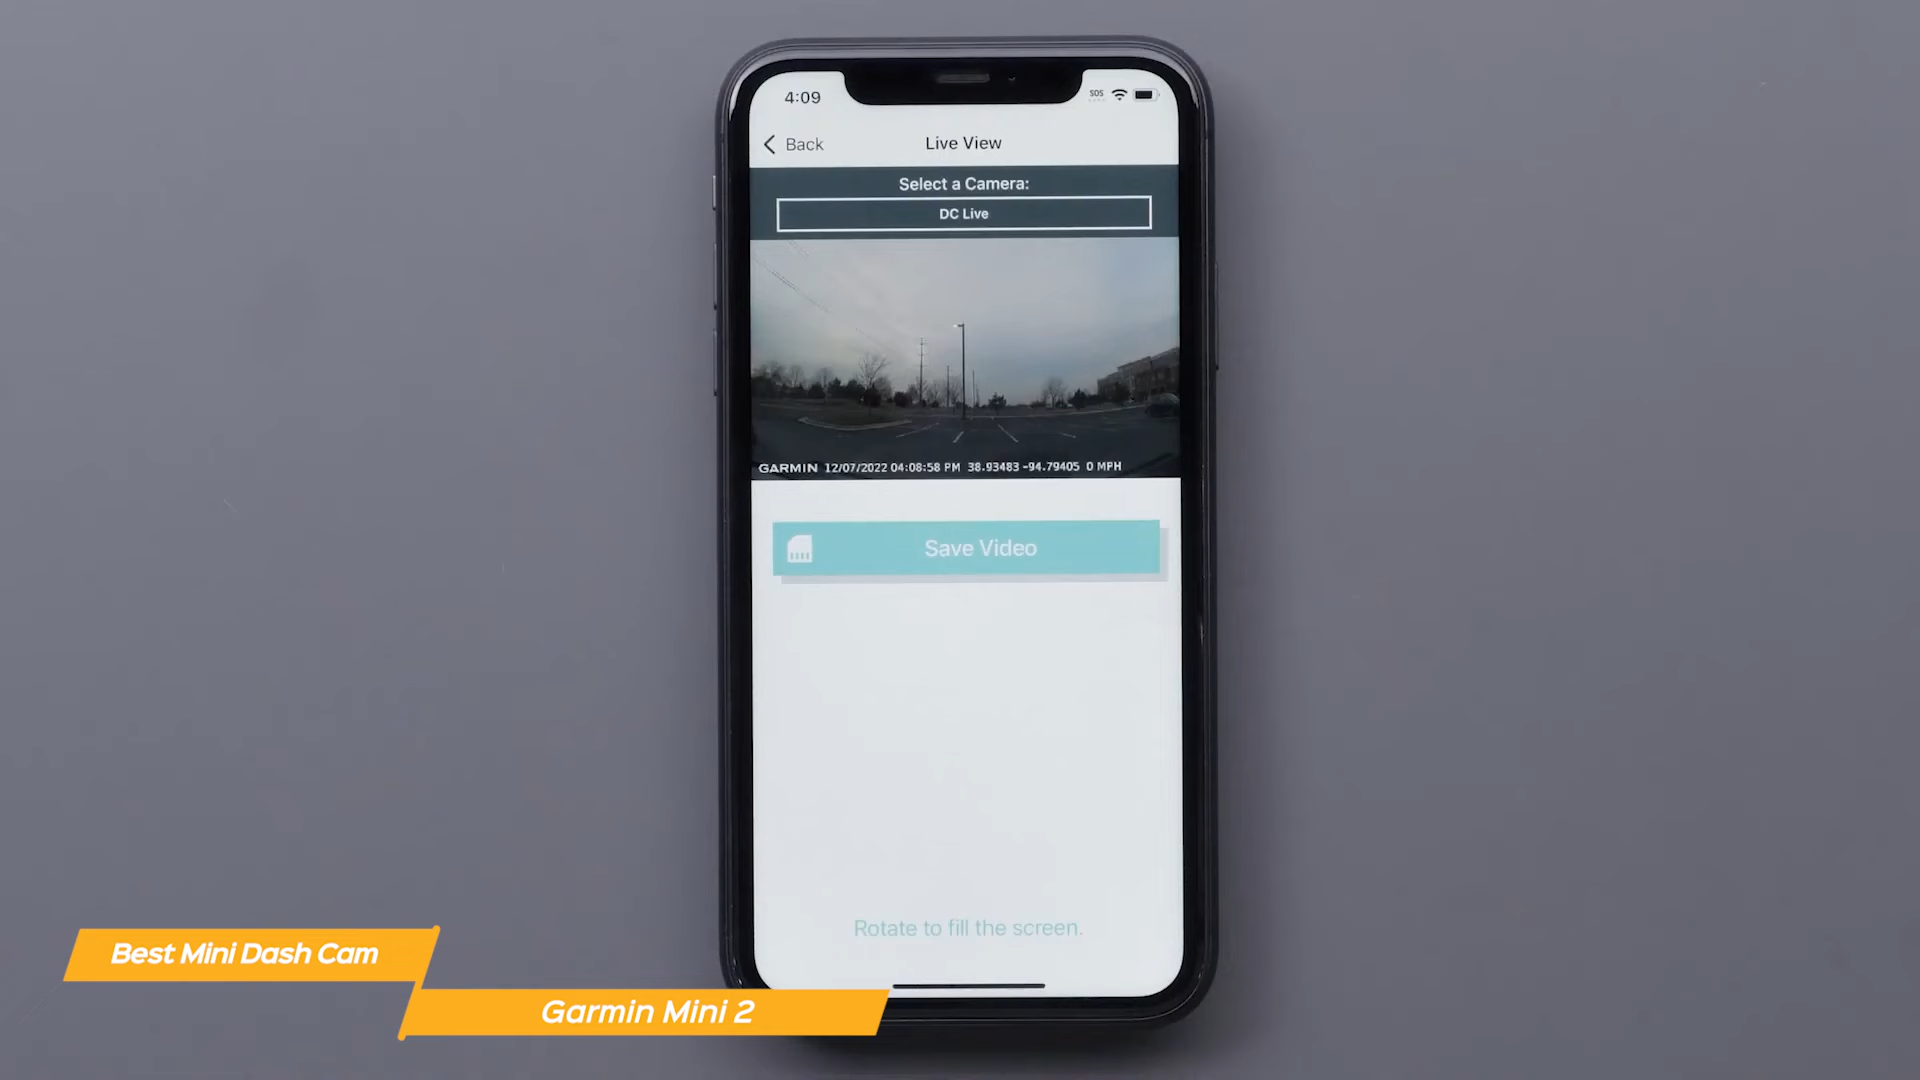 4:09
SOS
Back
Live View
Select a Camera:
DC Live
GARMIN 12/07/2022 04:08:58 PM 38.93483 -94.79405 0 MPH
Save Video
Rotate to fill the screen.
Best Mini Dash Cam
Garmin Mini 2